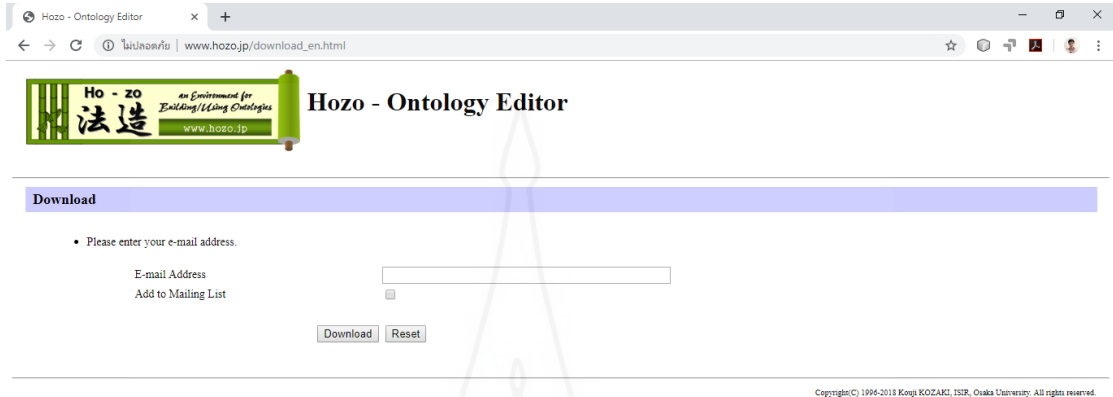 Hozo - Ontology Editor
ไม่ปลอดภัย | www.hozo.jp/download_en.html
Ho - zo
法造
an Environment for
Building/Using Ontologies
www.hozo.jp
Hozo - Ontology Editor
Download
Please enter your e-mail address.
E-mail Address
Add to Mailing List
Download Reset
Copyright(C) 1996-2018 Kouji KOZAKI, ISIR, Osaka University. All rights reserved.